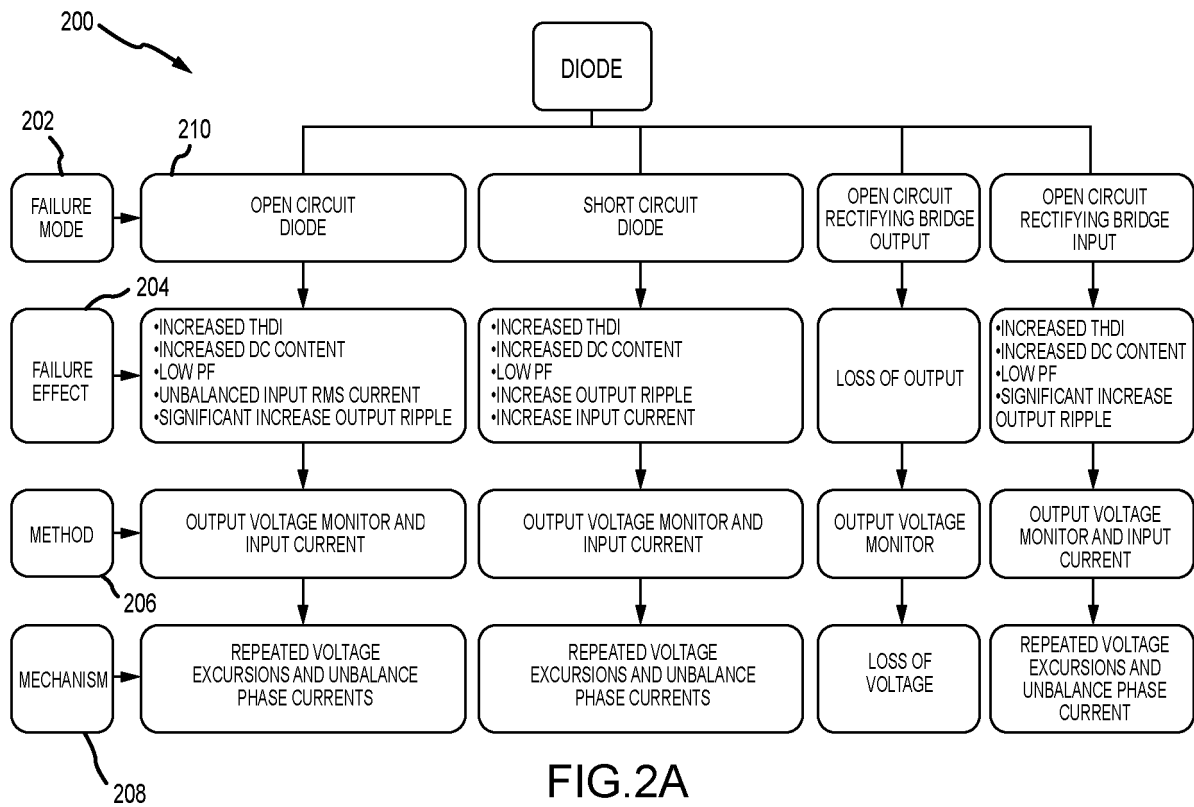 200
DIODE
202
210
FAILURE
MODE
OPEN CIRCUIT
DIODE
SHORT CIRCUIT
DIODE
OPEN CIRCUIT
RECTIFYING BRIDGE
OUTPUT
OPEN CIRCUIT
RECTIFYING BRIDGE
INPUT
204
FAILURE
EFFECT
•INCREASED THDI
•INCREASED DC CONTENT
•LOW PF
•UNBALANCED INPUT RMS CURRENT
•SIGNIFICANT INCREASE OUTPUT RIPPLE
•INCREASED THDI
•INCREASED DC CONTENT
•LOW PF
•INCREASE OUTPUT RIPPLE
•INCREASE INPUT CURRENT
LOSS OF OUTPUT
•INCREASED THDI
•INCREASED DC CONTENT
•LOW PF
•SIGNIFICANT INCREASE
OUTPUT RIPPLE
METHOD
206
OUTPUT VOLTAGE MONITOR AND
INPUT CURRENT
OUTPUT VOLTAGE MONITOR AND
INPUT CURRENT
OUTPUT VOLTAGE
MONITOR
OUTPUT VOLTAGE
MONITOR AND INPUT
CURRENT
MECHANISM
208
REPEATED VOLTAGE
EXCURSIONS AND UNBALANCE
PHASE CURRENTS
REPEATED VOLTAGE
EXCURSIONS AND UNBALANCE
PHASE CURRENTS
LOSS OF
VOLTAGE
REPEATED VOLTAGE
EXCURSIONS AND
UNBALANCE PHASE
CURRENT
FIG.2A